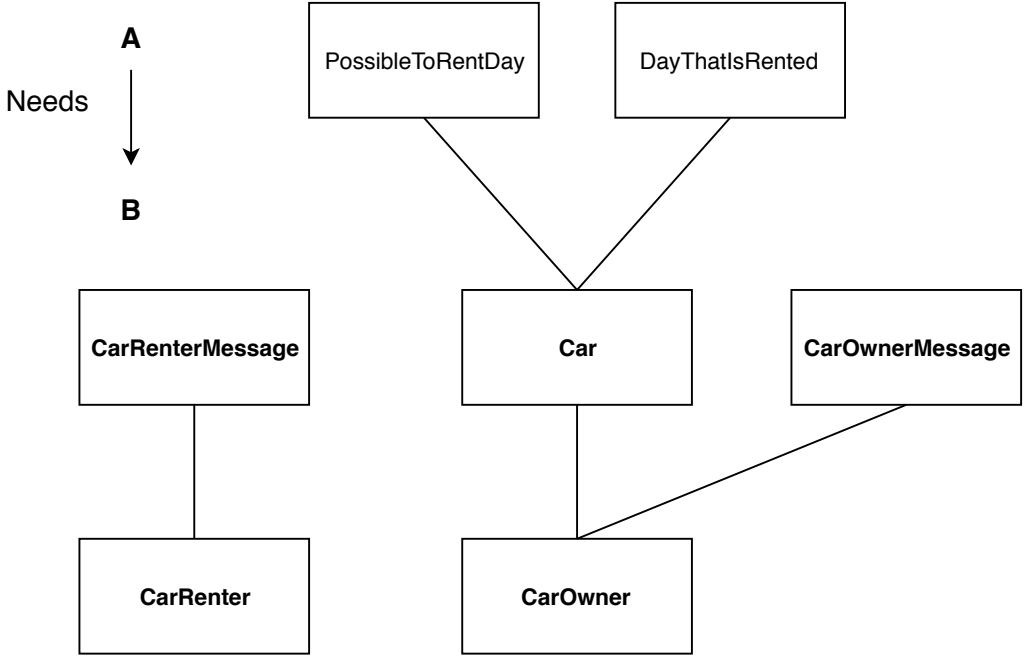 A
Needs
B
PossibleToRentDay
DayThatIsRented
CarRenterMessage
Car
CarOwnerMessage
CarRenter
CarOwner